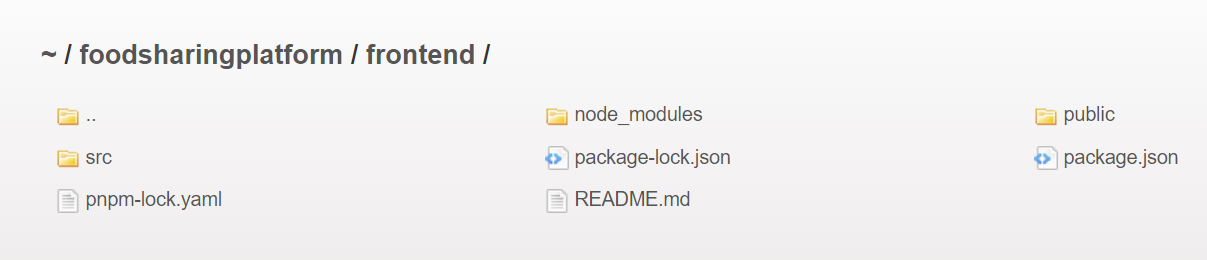 ~ / foodsharingplatform / frontend /
.. node_modules public
src package-lock.json package.json
pnpm-lock.yaml README.md